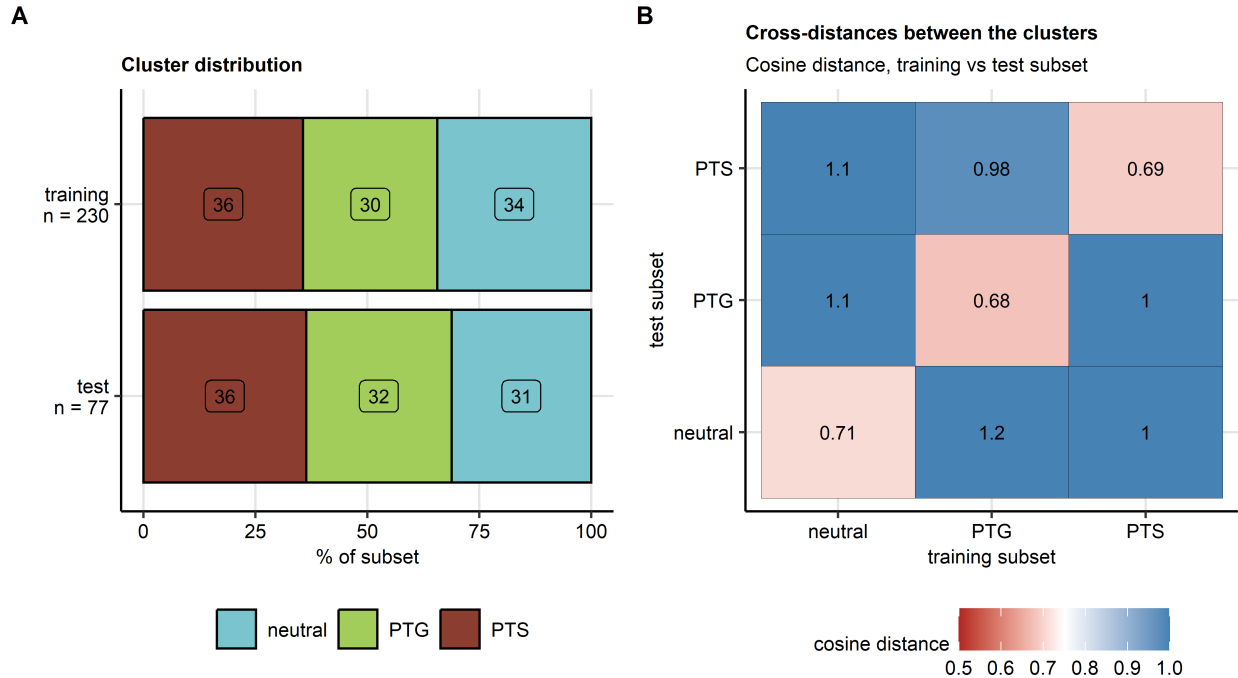 A
Cluster distribution
training
n = 230
36
30
34
test
n = 77
36
32
31
0
25
50
75
100
% of subset
neutral
PTG
PTS
B
Cross-distances between the clusters
Cosine distance, training vs test subset
test subset
PTS
1.1
0.98
0.69
PTG
1.1
0.68
1
neutral
0.71
1.2
1
neutral
PTG
PTS
training subset
cosine distance
0.5
0.6
0.7
0.8
0.9
1.0